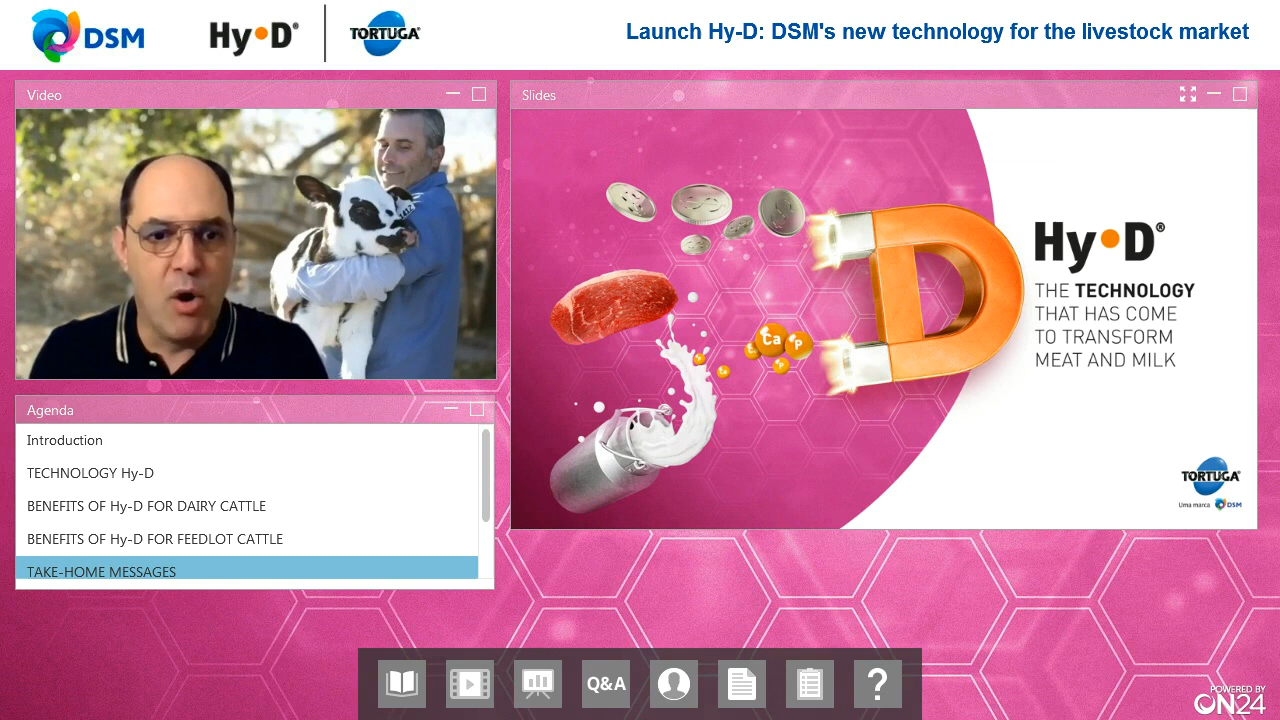 DSM
Hy•D®
TORTUGA
Launch Hy-D: DSM's new technology for the livestock market
Video
Slides
Ca
P
E
P
Ca
Hy•D®
THE TECHNOLOGY
THAT HAS COME
TO TRANSFORM
MEAT AND MILK
TORTUGA
Uma marca DSM
Agenda
Introduction
TECHNOLOGY Hy-D
BENEFITS OF Hy-D FOR DAIRY CATTLE
BENEFITS OF Hy-D FOR FEEDLOT CATTLE
TAKE-HOME MESSAGES
Q&A
?
POWERED BY
ON24